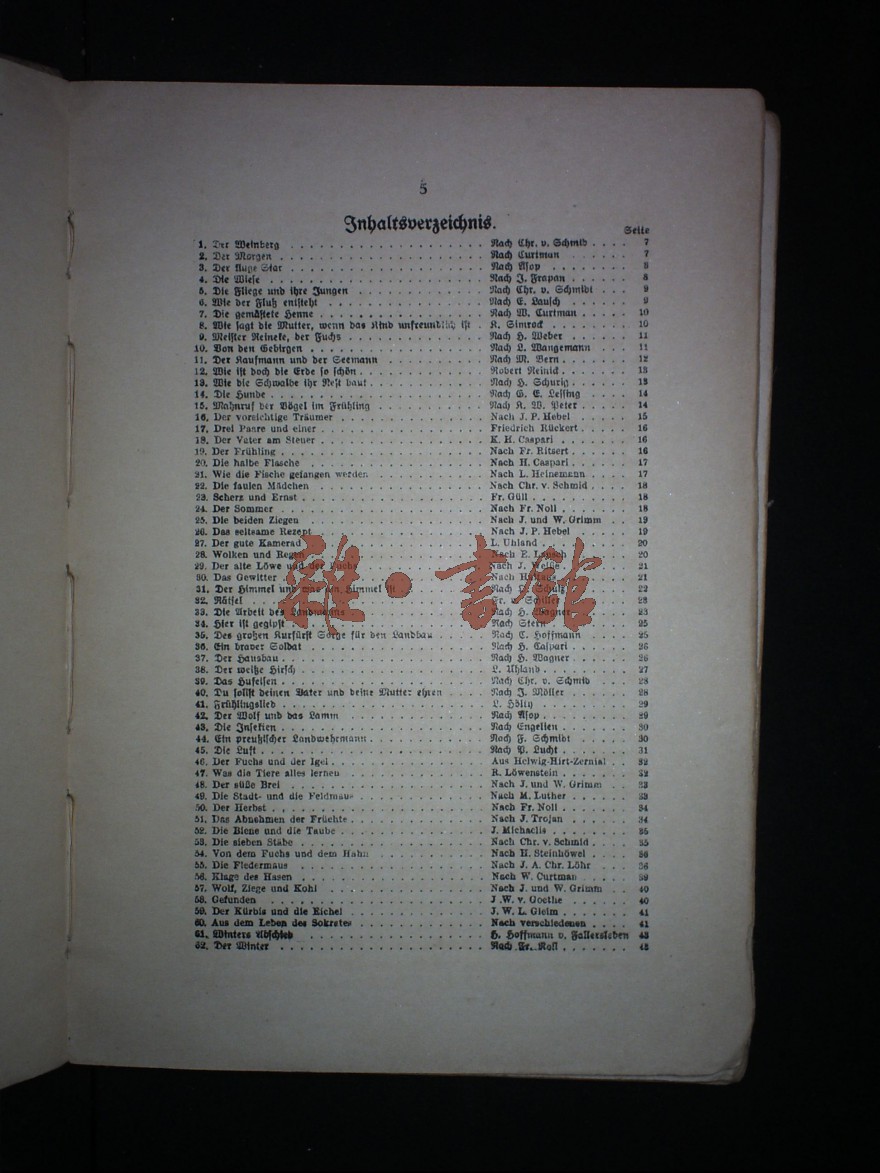 5
Inhaltsverzeichnis.
Seite
1. Der Weinberg Nach Chr. v. Schmid 7
2. Der Morgen Nach Curtman 7
3. Der kluge Star Nach Äsop 8
4. Die Wiese Nach J. Frapan 8
5. Die Fliege und ihre Jungen Nach Chr. v. Schmidt 9
6. Wie der Fluß entsteht Nach E. Lausch 9
7. Die gemästete Henne Nach W. Curtman 10
8. Wie sagt die Mutter, wenn das Kind unfreundlich ist K. Simrock 10
9. Meister Reineke, der Fuchs Nach H. Weber 11
10. Von den Gebirgen Nach L. Wangemann 11
11. Der Kaufmann und der Seemann Nach M. Bern 12
12. Wie ist doch die Erde so schön Robert Reinick 13
13. Wie die Schwalbe ihr Nest baut Nach H. Schurig 13
14. Die Hunde Nach G. E. Lessing 14
15. Mahnruf der Vögel im Frühling Nach K. W. Peter 14
16. Der vorsichtige Träumer Nach J. P. Hebel 15
17. Drei Paare und einer Friedrich Rückert 16
18. Der Vater am Steuer K. H. Caspari 16
19. Der Frühling Nach Fr. Ritsert 16
20. Die halbe Flasche Nach H. Caspari 17
21. Wie die Fische gefangen werden Nach L. Heinemann 17
22. Die faulen Mädchen Nach Chr. v. Schmid 18
23. Scherz und Ernst Fr. Güll 18
24. Der Sommer Nach Fr. Noll 18
25. Die beiden Ziegen Nach J. und W. Grimm 19
26. Das seltsame Rezept Nach J. P. Hebel 19
27. Der gute Kamerad L. Uhland 20
28. Wolken und Regen Nach E. Lausch 20
29. Der alte Löwe und der Fuchs Nach J. Weiße 21
30. Das Gewitter Nach 21
31. Der Himmel und was am Himmel ist Nach Schulz 22
32. Rätsel Fr. v. Schiller 23
33. Die Arbeit des Landmanns Nach H. Wagner 23
34. Hier ist gegipst Nach Stern 25
35. Des großen Kurfürst Sorge für den Landbau Nach C. Hoffmann 25
36. Ein braver Soldat Nach H. Caspari 26
37. Der Hausbau Nach H. Wagner 26
38. Der weiße Hirsch L. Uhland 27
39. Das Hufeisen Nach Chr. v. Schmid 28
40. Du sollst deinen Vater und deine Mutter ehren Nach J. Möller 28
41. Frühlingslied L. Hölty 29
42. Der Wolf und das Lamm Nach Äsop 29
43. Die Insekten Nach Engelien 30
44. Ein preußischer Landwehrmann Nach F. Schmidt 30
45. Die Luft Nach P. Lucht 31
46. Der Fuchs und der Igel Aus Helwig-Hirt-Zernial 32
47. Was die Tiere alles lernen R. Löwenstein 32
48. Der süße Brei Nach J. und W. Grimm 33
49. Die Stadt- und die Feldmaus Nach M. Luther 33
50. Der Herbst Nach Fr. Noll 34
51. Das Abnehmen der Früchte Nach J. Trojan 34
52. Die Biene und die Taube J. Michaelis 35
53. Die sieben Stäbe Nach Chr. v. Schmid 35
54. Von dem Fuchs und dem Hahn Nach H. Steinhöwel 36
55. Die Fledermaus Nach J. A. Chr. Löhr 36
56. Klage des Hasen Nach W. Curtman 39
57. Wolf, Ziege und Kohl Nach J. und W. Grimm 40
58. Gefunden J .W. v. Goethe 40
59. Der Kürbis und die Eichel J. W. L. Gleim 41
60. Aus dem Leben des Sokrates Nach verschiedenen 41
61. Winters Abschied H. Hoffmann v. Fallersleben 43
62. Der Winter Nach Fr. Noll 43
雜·書館